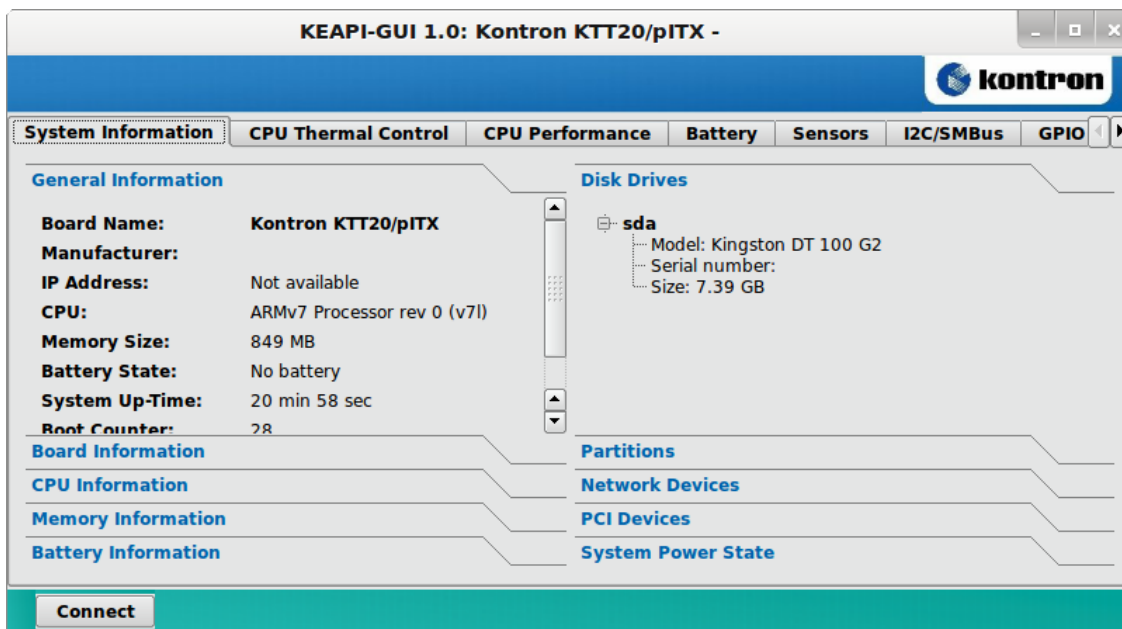 KEAPI-GUI 1.0: Kontron KTT20/pITX -
kontron
System Information CPU Thermal Control CPU Performance Battery Sensors I2C/SMBus GPIO
General Information
Board Name: Kontron KTT20/pITX
Manufacturer:
IP Address: Not available
CPU: ARMv7 Processor rev 0 (v7l)
Memory Size: 849 MB
Battery State: No battery
System Up-Time: 20 min 58 sec
Boot Counter: 28
Board Information
CPU Information
Memory Information
Battery Information
Disk Drives
sda
Model: Kingston DT 100 G2
Serial number:
Size: 7.39 GB
Partitions
Network Devices
PCI Devices
System Power State
Connect